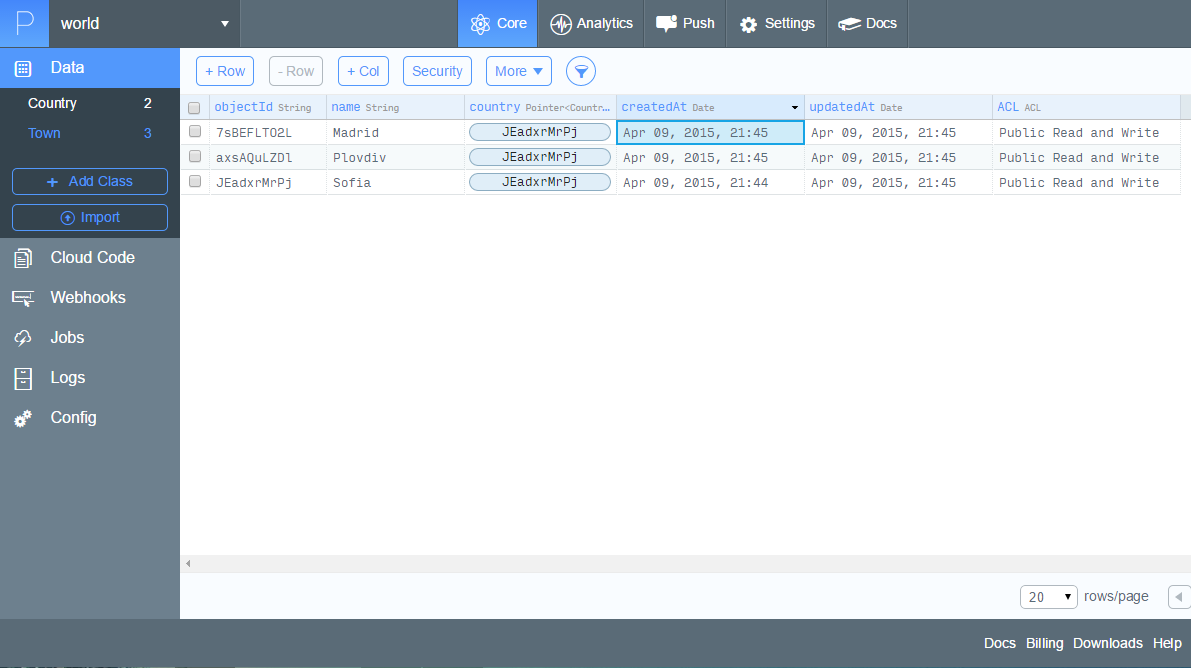 P world Core Analytics Push Settings Docs
Data
Country 2
Town 3
+ Add Class
Import
Cloud Code
Webhooks
Jobs
Logs
Config
+ Row - Row + Col Security More
objectId String name String country Pointer<Countr... createdAt Date updatedAt Date ACL ACL
7sBEFLTO2L Madrid JEadxrMrPj Apr 09, 2015, 21:45 Apr 09, 2015, 21:45 Public Read and Write
axsAQuLZDl Plovdiv JEadxrMrPj Apr 09, 2015, 21:45 Apr 09, 2015, 21:45 Public Read and Write
JEadxrMrPj Sofia JEadxrMrPj Apr 09, 2015, 21:44 Apr 09, 2015, 21:45 Public Read and Write
20 rows/page
Docs Billing Downloads Help